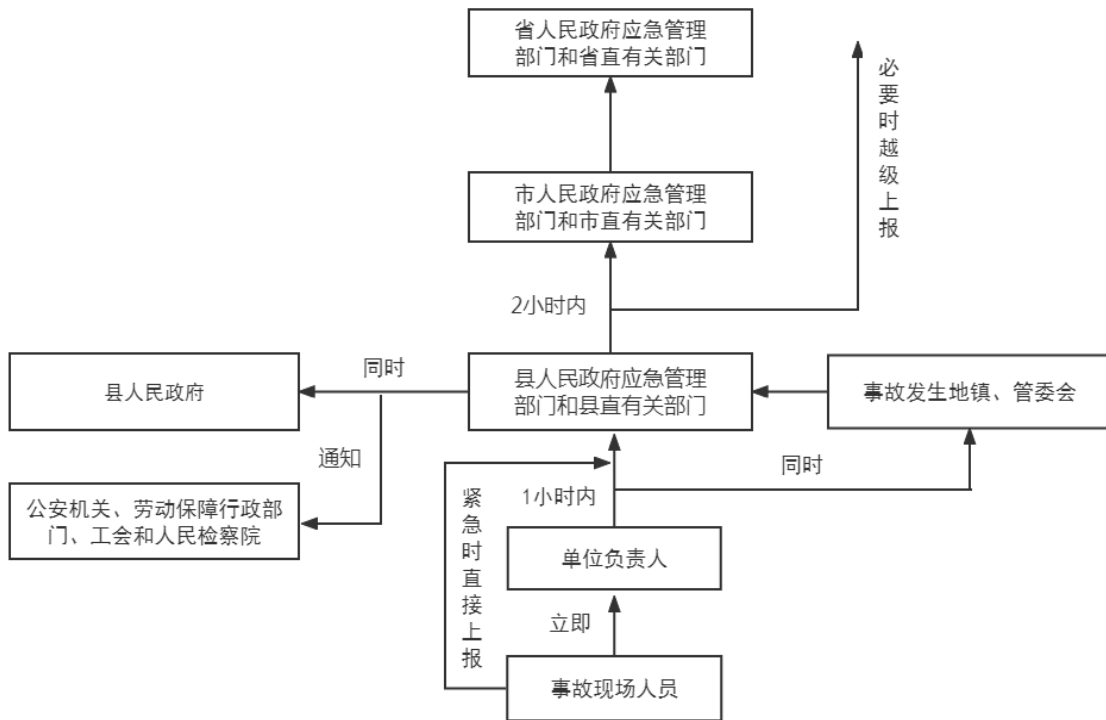 省人民政府应急管理
部门和省直有关部门
必要时越级上报
市人民政府应急管理
部门和市直有关部门
2小时内
县人民政府
同时
县人民政府应急管理
部门和县直有关部门
事故发生地镇、管委会
通知
同时
公安机关、劳动保障行政部
门、工会和人民检察院
紧急时直接上报
1小时内
单位负责人
立即
事故现场人员